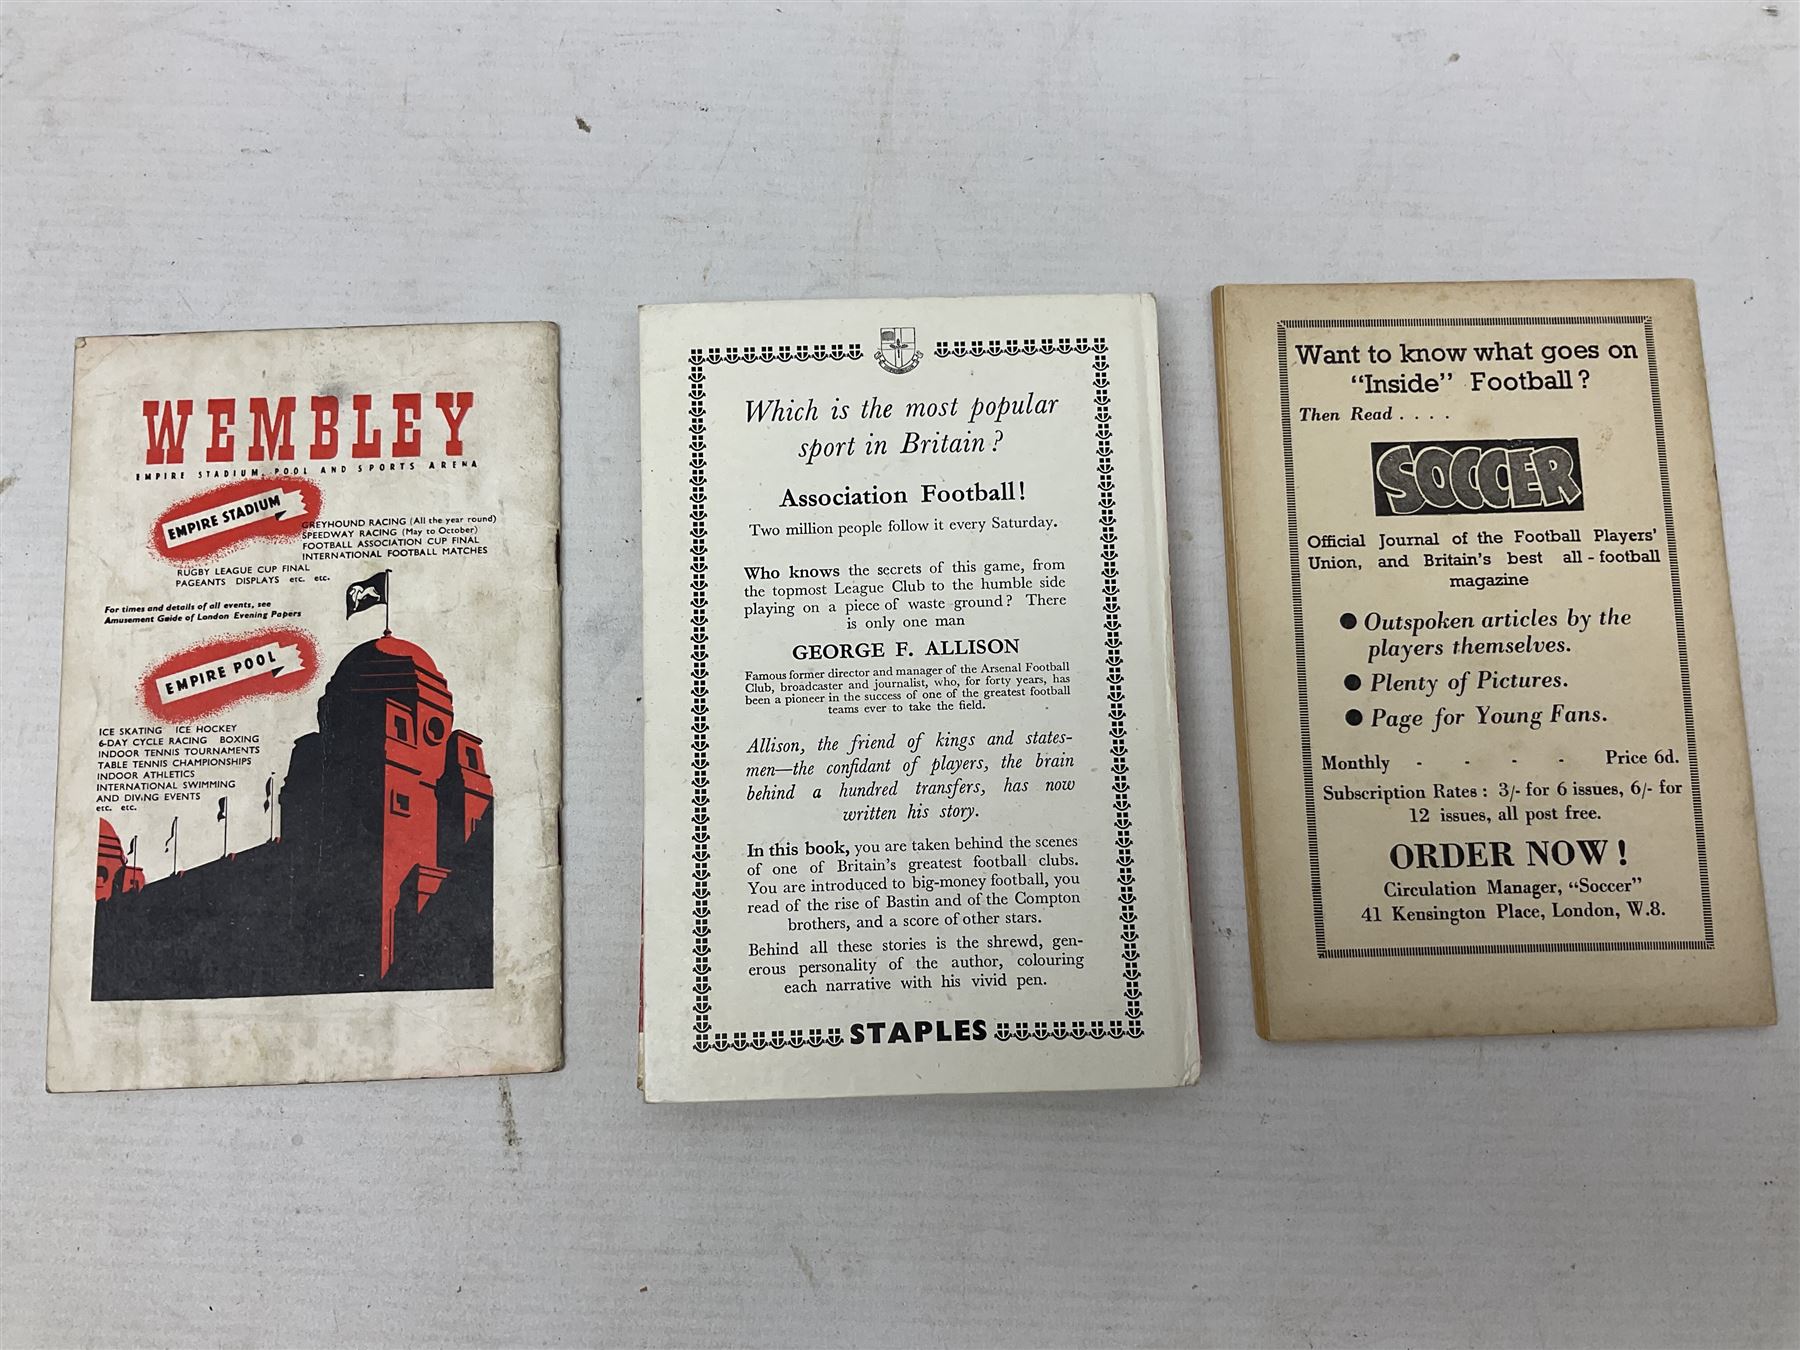 WEMBLEY
EMPIRE STADIUM, POOL AND SPORTS ARENA
EMPIRE STADIUM
GREYHOUND RACING (All the year round)
SPEEDWAY RACING (May to October)
FOOTBALL ASSOCIATION CUP FINAL
INTERNATIONAL FOOTBALL MATCHES
RUGBY LEAGUE CUP FINAL
PAGEANTS DISPLAYS etc. etc.
For times and details of all events, see
Amusement Guide of London Evening Papers
EMPIRE POOL
ICE SKATING ICE HOCKEY
6-DAY CYCLE RACING BOXING
INDOOR TENNIS TOURNAMENTS
TABLE TENNIS CHAMPIONSHIPS
INDOOR ATHLETICS
INTERNATIONAL SWIMMING
AND DIVING EVENTS
etc. etc.
Which is the most popular
sport in Britain?
Association Football!
Two million people follow it every Saturday.
Who knows the secrets of this game, from
the topmost League Club to the humble side
playing on a piece of waste ground? There
is only one man
GEORGE F. ALLISON
Famous former director and manager of the Arsenal Football
Club, broadcaster and journalist, who, for forty years, has
been a pioneer in the success of one of the greatest football
teams ever to take the field.
Allison, the friend of kings and states-
men—the confidant of players, the brain
behind a hundred transfers, has now
written his story.
In this book, you are taken behind the scenes
of one of Britain's greatest football clubs.
You are introduced to big-money football, you
read of the rise of Bastin and of the Compton
brothers, and a score of other stars.
Behind all these stories is the shrewd, gen-
erous personality of the author, colouring
each narrative with his vivid pen.
STAPLES
Want to know what goes on
"Inside" Football?
Then Read . . . .
SOCCER
Official Journal of the Football Players'
Union, and Britain's best all-football
magazine
● Outspoken articles by the
players themselves.
● Plenty of Pictures.
● Page for Young Fans.
Monthly - - - - Price 6d.
Subscription Rates: 3/- for 6 issues, 6/- for
12 issues, all post free.
ORDER NOW!
Circulation Manager, "Soccer"
41 Kensington Place, London, W.8.